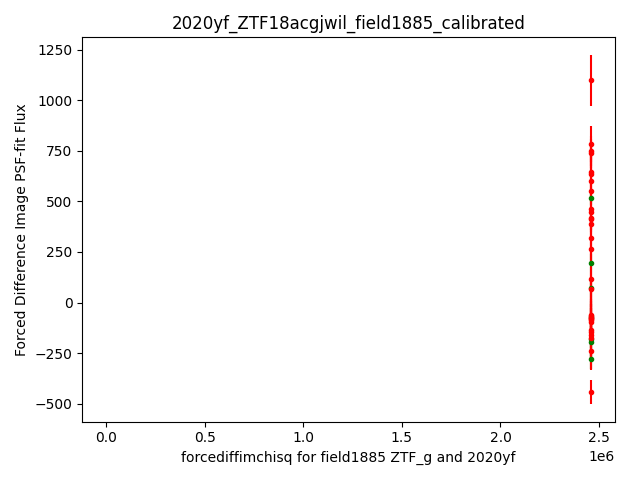 2020yf_ZTF18acgjwil_field1885_calibrated
Forced Difference Image PSF-fit Flux
1250
1000
750
500
250
0
−250
−500
0.0 0.5 1.0 1.5 2.0 2.5
1e6
forcediffimchisq for field1885 ZTF_g and 2020yf